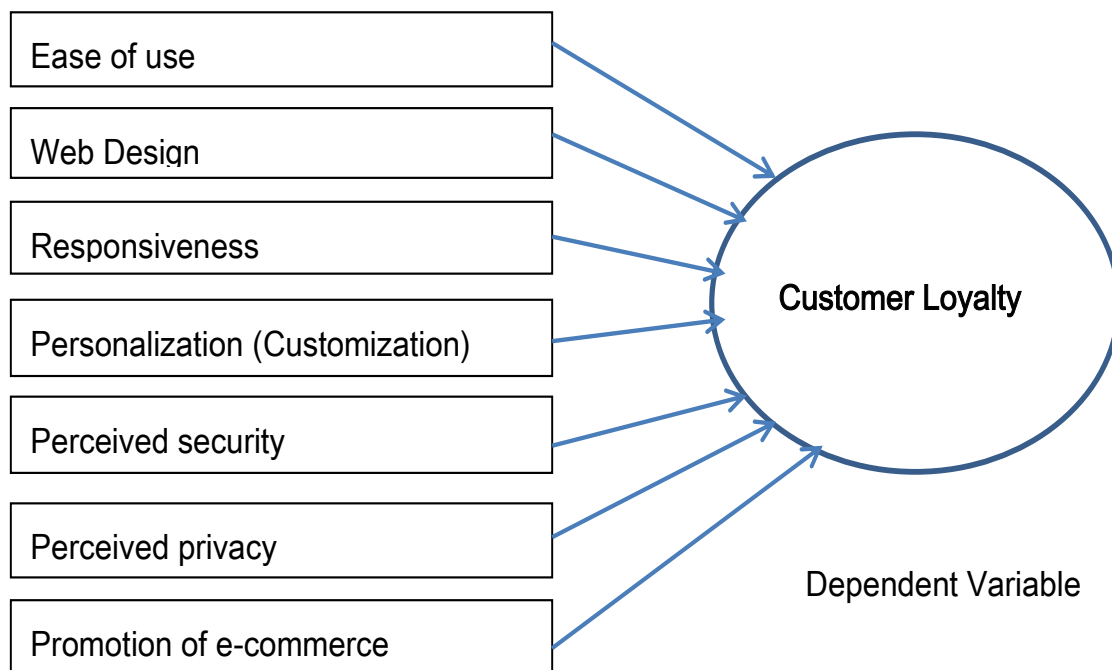 Ease of use
Web Design
Responsiveness
Customer Loyalty
Personalization (Customization)
Perceived security
Perceived privacy
Dependent Variable
Promotion of e-commerce